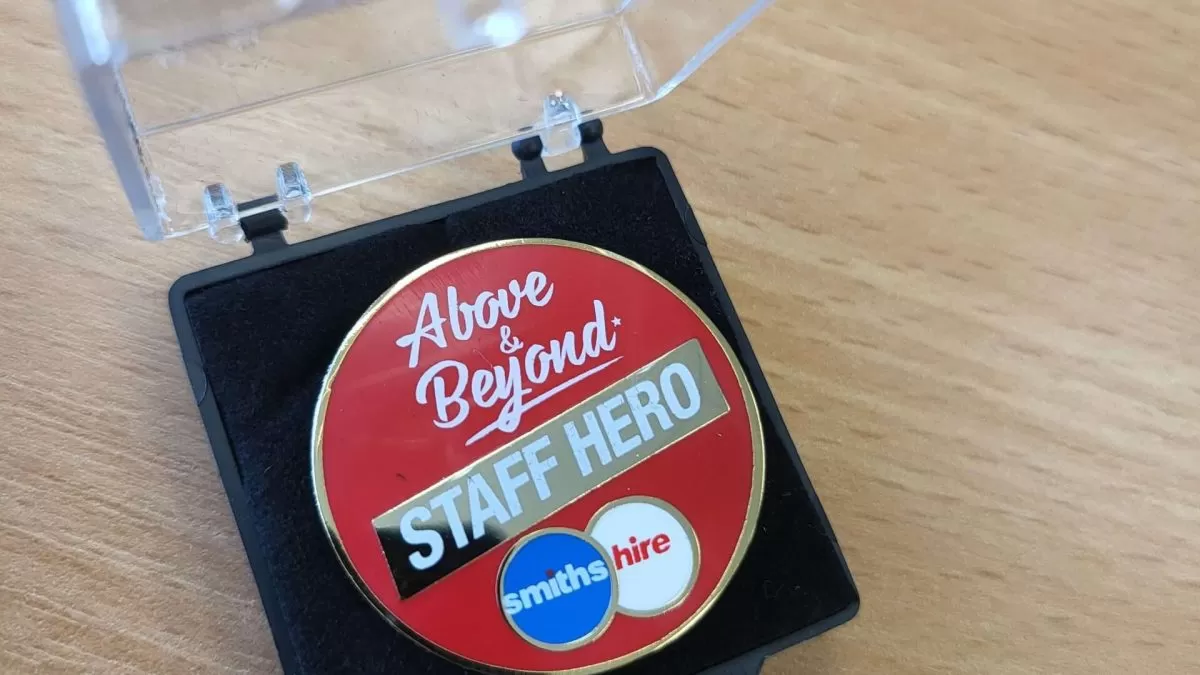 Above
&
Beyond
STAFF HERO
smiths hire